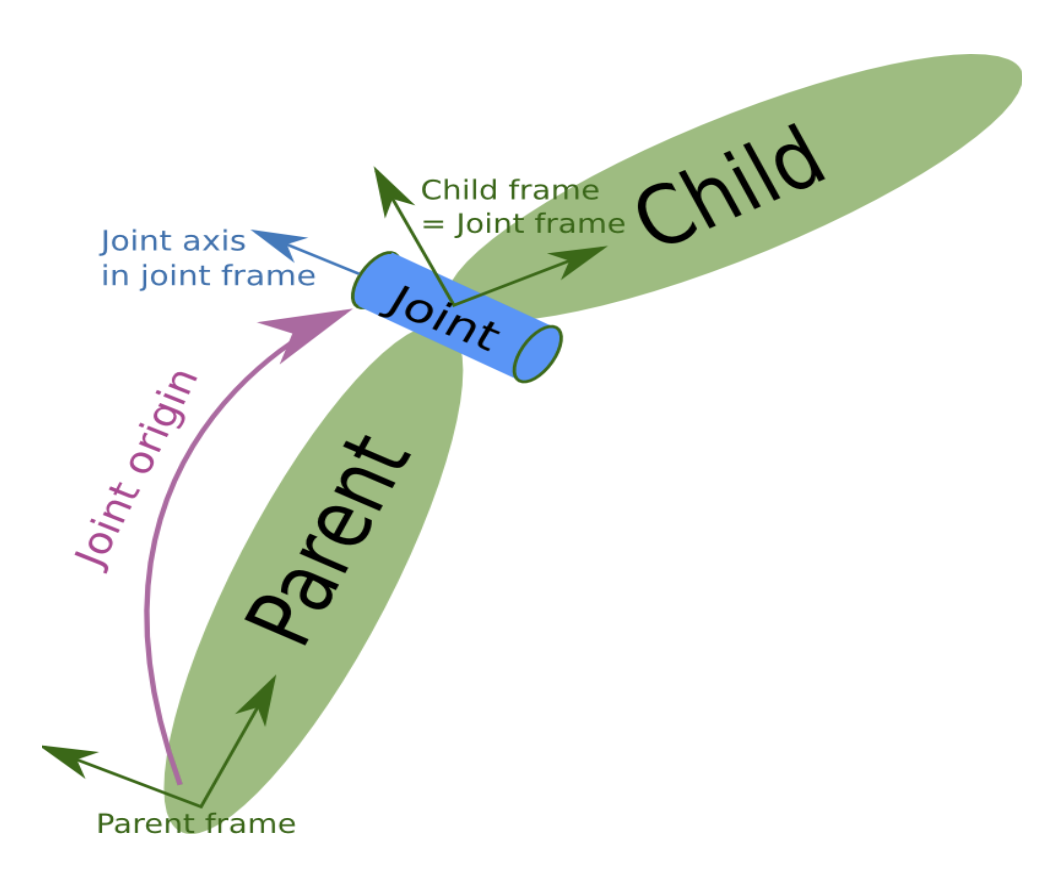 Child frame
= Joint frame
Child
Joint axis
in joint frame
Joint
Joint origin
Parent
Parent frame